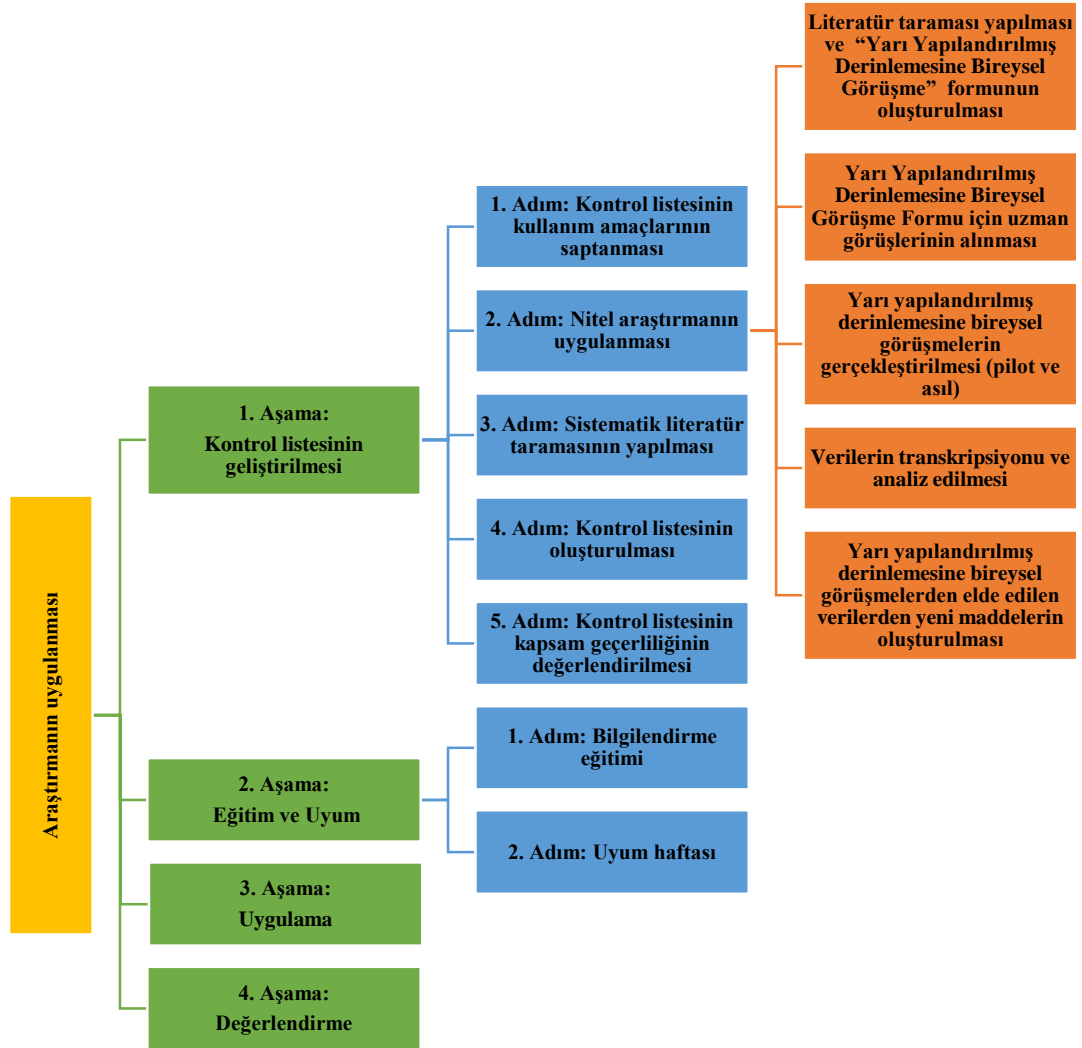 Araştırmanın uygulanması
1. Aşama:
Kontrol listesinin
geliştirilmesi
1. Adım: Kontrol listesinin
kullanım amaçlarının
saptanması
2. Adım: Nitel araştırmanın
uygulanması
Literatür taraması yapılması
ve “Yarı Yapılandırılmış
Derinlemesine Bireysel
Görüşme” formunun
oluşturulması
Yarı Yapılandırılmış
Derinlemesine Bireysel
Görüşme Formu için uzman
görüşlerinin alınması
Yarı yapılandırılmış
derinlemesine bireysel
görüşmelerin
gerçekleştirilmesi (pilot ve
asıl)
Verilerin transkripsiyonu ve
analiz edilmesi
Yarı yapılandırılmış
derinlemesine bireysel
görüşmelerden elde edilen
verilerden yeni maddelerin
oluşturulması
3. Adım: Sistematik literatür
taramasının yapılması
4. Adım: Kontrol listesinin
oluşturulması
5. Adım: Kontrol listesinin
kapsam geçerliliğinin
değerlendirilmesi
2. Aşama:
Eğitim ve Uyum
1. Adım: Bilgilendirme
eğitimi
2. Adım: Uyum haftası
3. Aşama:
Uygulama
4. Aşama:
Değerlendirme